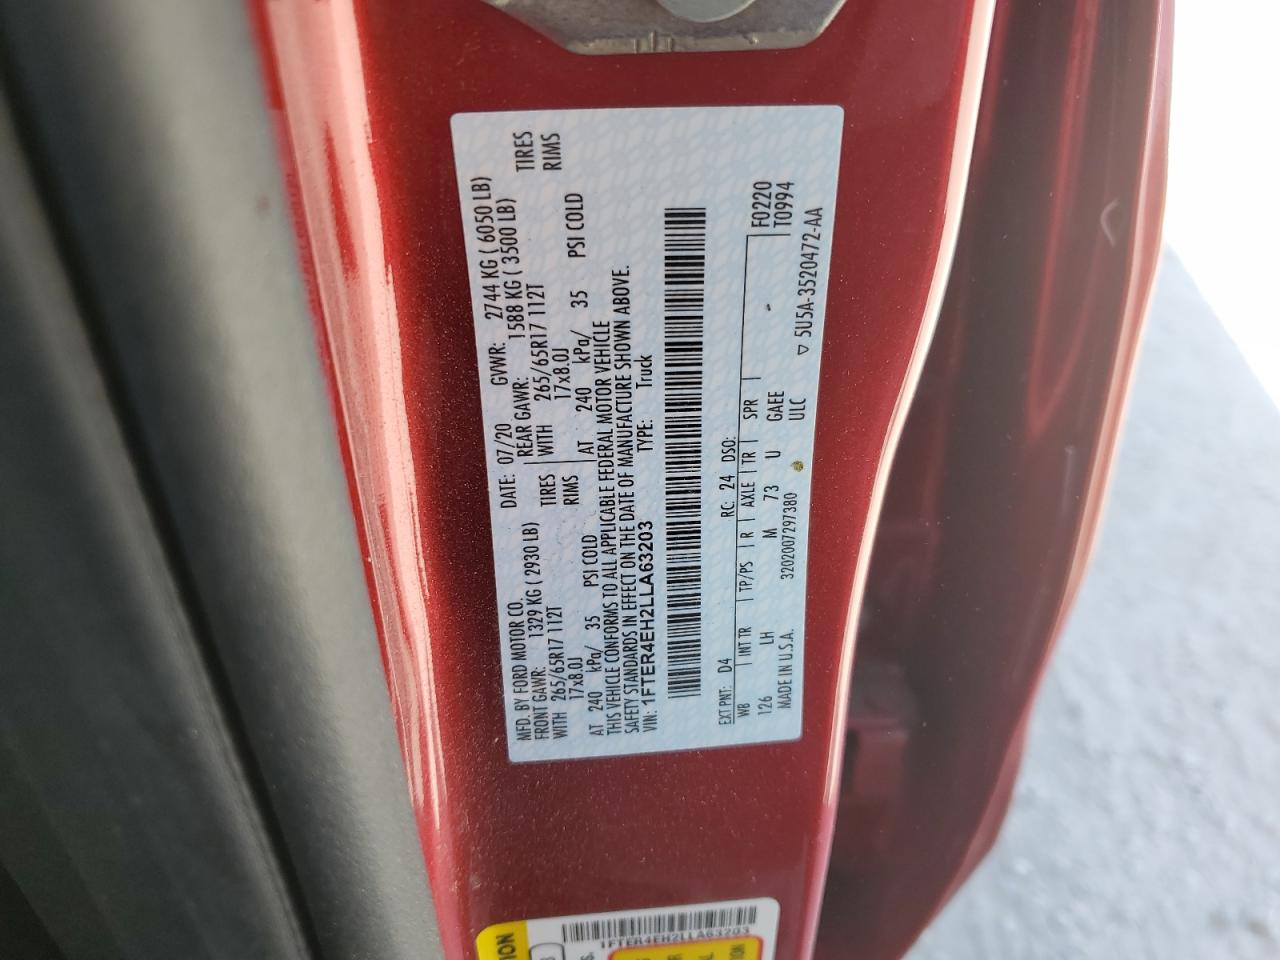 MFD. BY FORD MOTOR CO.
DATE: 07/20 GVWR: 2744 KG ( 6050 LB)
FRONT GAWR: 1329 KG ( 2930 LB) REAR GAWR: 1588 KG ( 3500 LB)
WITH 265/65R17 112T TIRES WITH 265/65R17 112T TIRES
17x8.0J RIMS 17x8.0J RIMS
AT 240 kPa/ 35 PSI COLD AT 240 kPa/ 35 PSI COLD
THIS VEHICLE CONFORMS TO ALL APPLICABLE FEDERAL MOTOR VEHICLE
SAFETY STANDARDS IN EFFECT ON THE DATE OF MANUFACTURE SHOWN ABOVE.
VIN: 1FTER4EH2LLA63203 TYPE: Truck
F0220
T0994
EXT PNT: D4 RC: 24 DSO:
WB INT TR TP/PS R AXLE TR SPR
126 LH M 73 U -
GAEE
ULC
MADE IN U.S.A. 3202007297380 ▽ 5U5A-3520472-AA
1FTER4EH2LLA63203